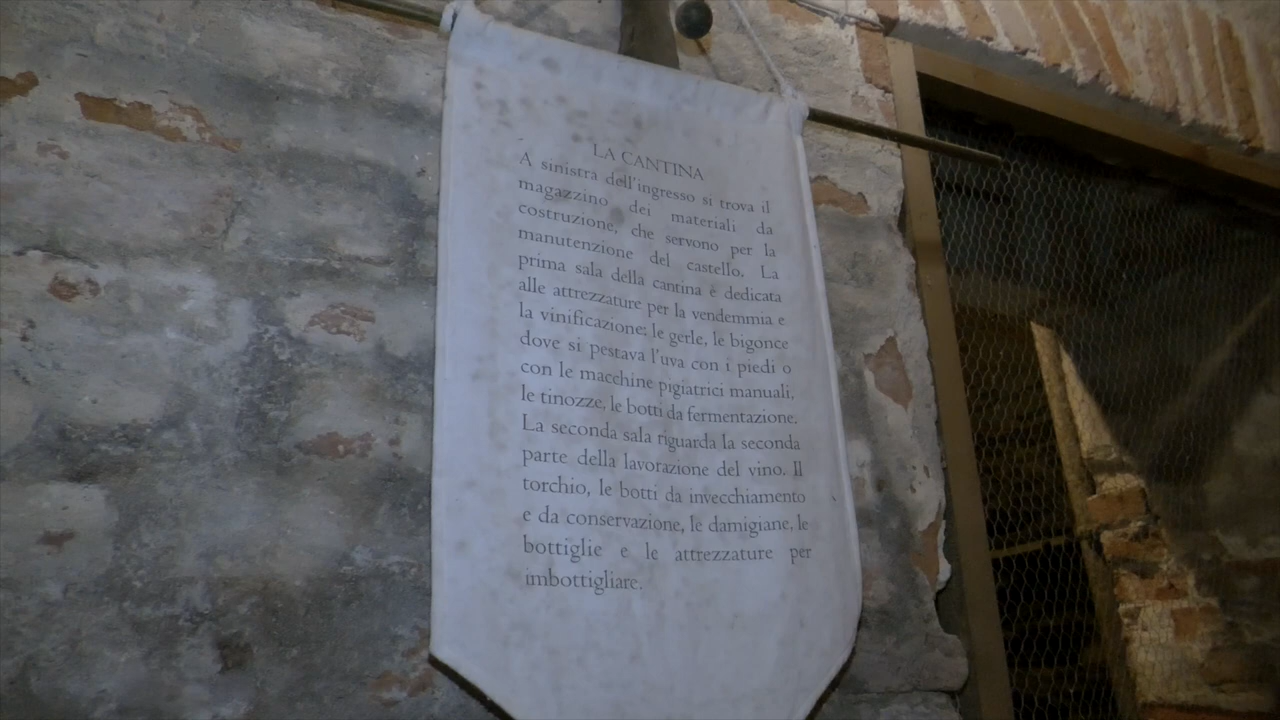 LA CANTINA
A sinistra dell'ingresso si trova il
magazzino dei materiali da
costruzione, che servono per la
manutenzione del castello. La
prima sala della cantina è dedicata
alle attrezzature per la vendemmia e
la vinificazione; le gerle, le bigonce
dove si pestava l'uva con i piedi o
con le macchine pigiatrici manuali,
le tinozze, le botti da fermentazione.
La seconda sala riguarda la seconda
parte della lavorazione del vino. Il
torchio, le botti da invecchiamento
e da conservazione, le damigiane, le
bottiglie e le attrezzature per
imbottigliare.